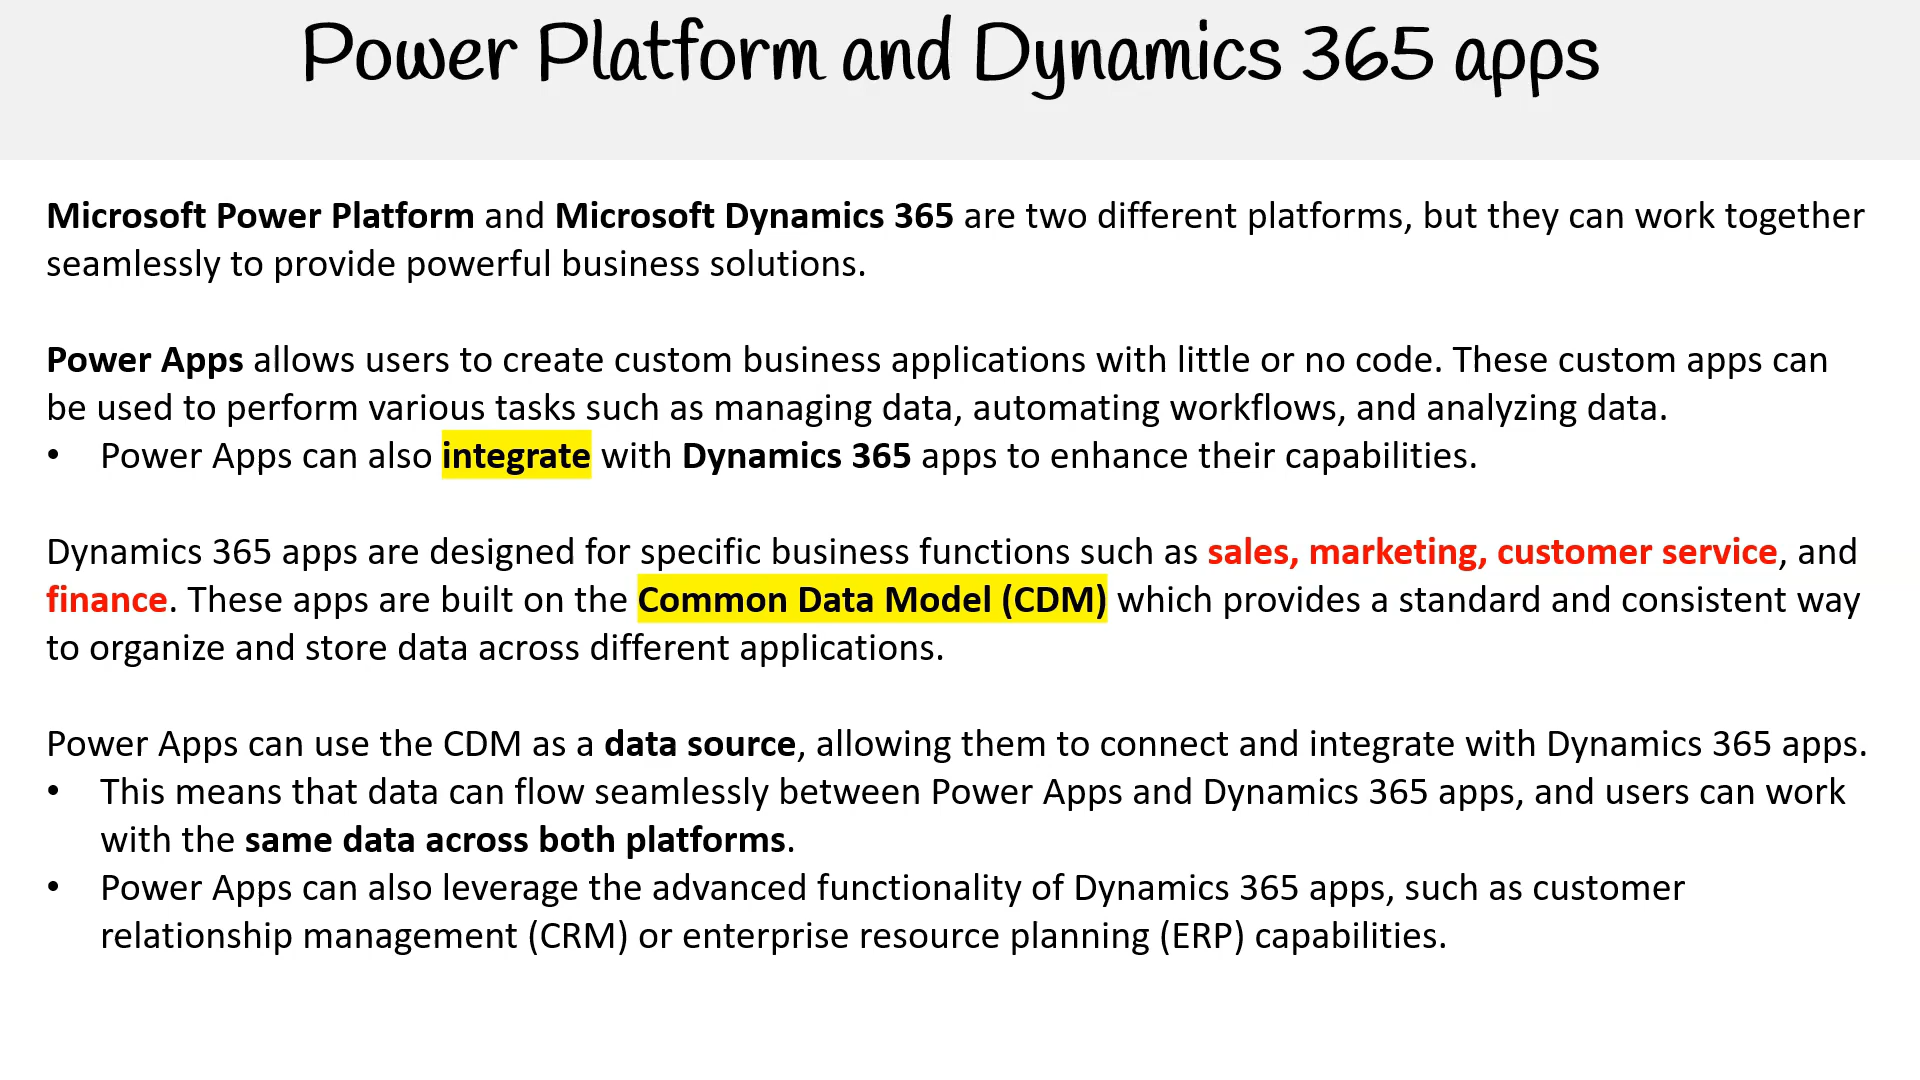 Power Platform and Dynamics 365 apps
Microsoft Power Platform and Microsoft Dynamics 365 are two different platforms, but they can work together
seamlessly to provide powerful business solutions.
Power Apps allows users to create custom business applications with little or no code. These custom apps can
be used to perform various tasks such as managing data, automating workflows, and analyzing data.
• Power Apps can also integrate with Dynamics 365 apps to enhance their capabilities.
Dynamics 365 apps are designed for specific business functions such as sales, marketing, customer service, and
finance. These apps are built on the Common Data Model (CDM) which provides a standard and consistent way
to organize and store data across different applications.
Power Apps can use the CDM as a data source, allowing them to connect and integrate with Dynamics 365 apps.
• This means that data can flow seamlessly between Power Apps and Dynamics 365 apps, and users can work
with the same data across both platforms.
• Power Apps can also leverage the advanced functionality of Dynamics 365 apps, such as customer
relationship management (CRM) or enterprise resource planning (ERP) capabilities.